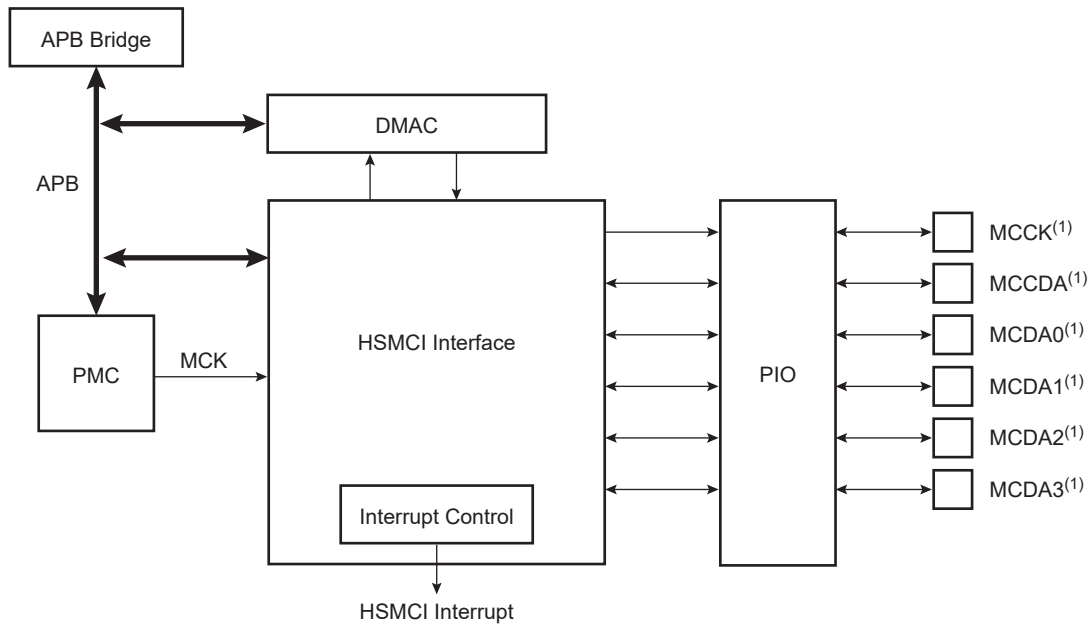 APB Bridge
DMAC
APB
MCCK(1)
MCCDA(1)
HSMCI Interface
MCDA0(1)
MCK
PMC
PIO
MCDA1(1)
MCDA2(1)
MCDA3(1)
Interrupt Control
HSMCI Interrupt